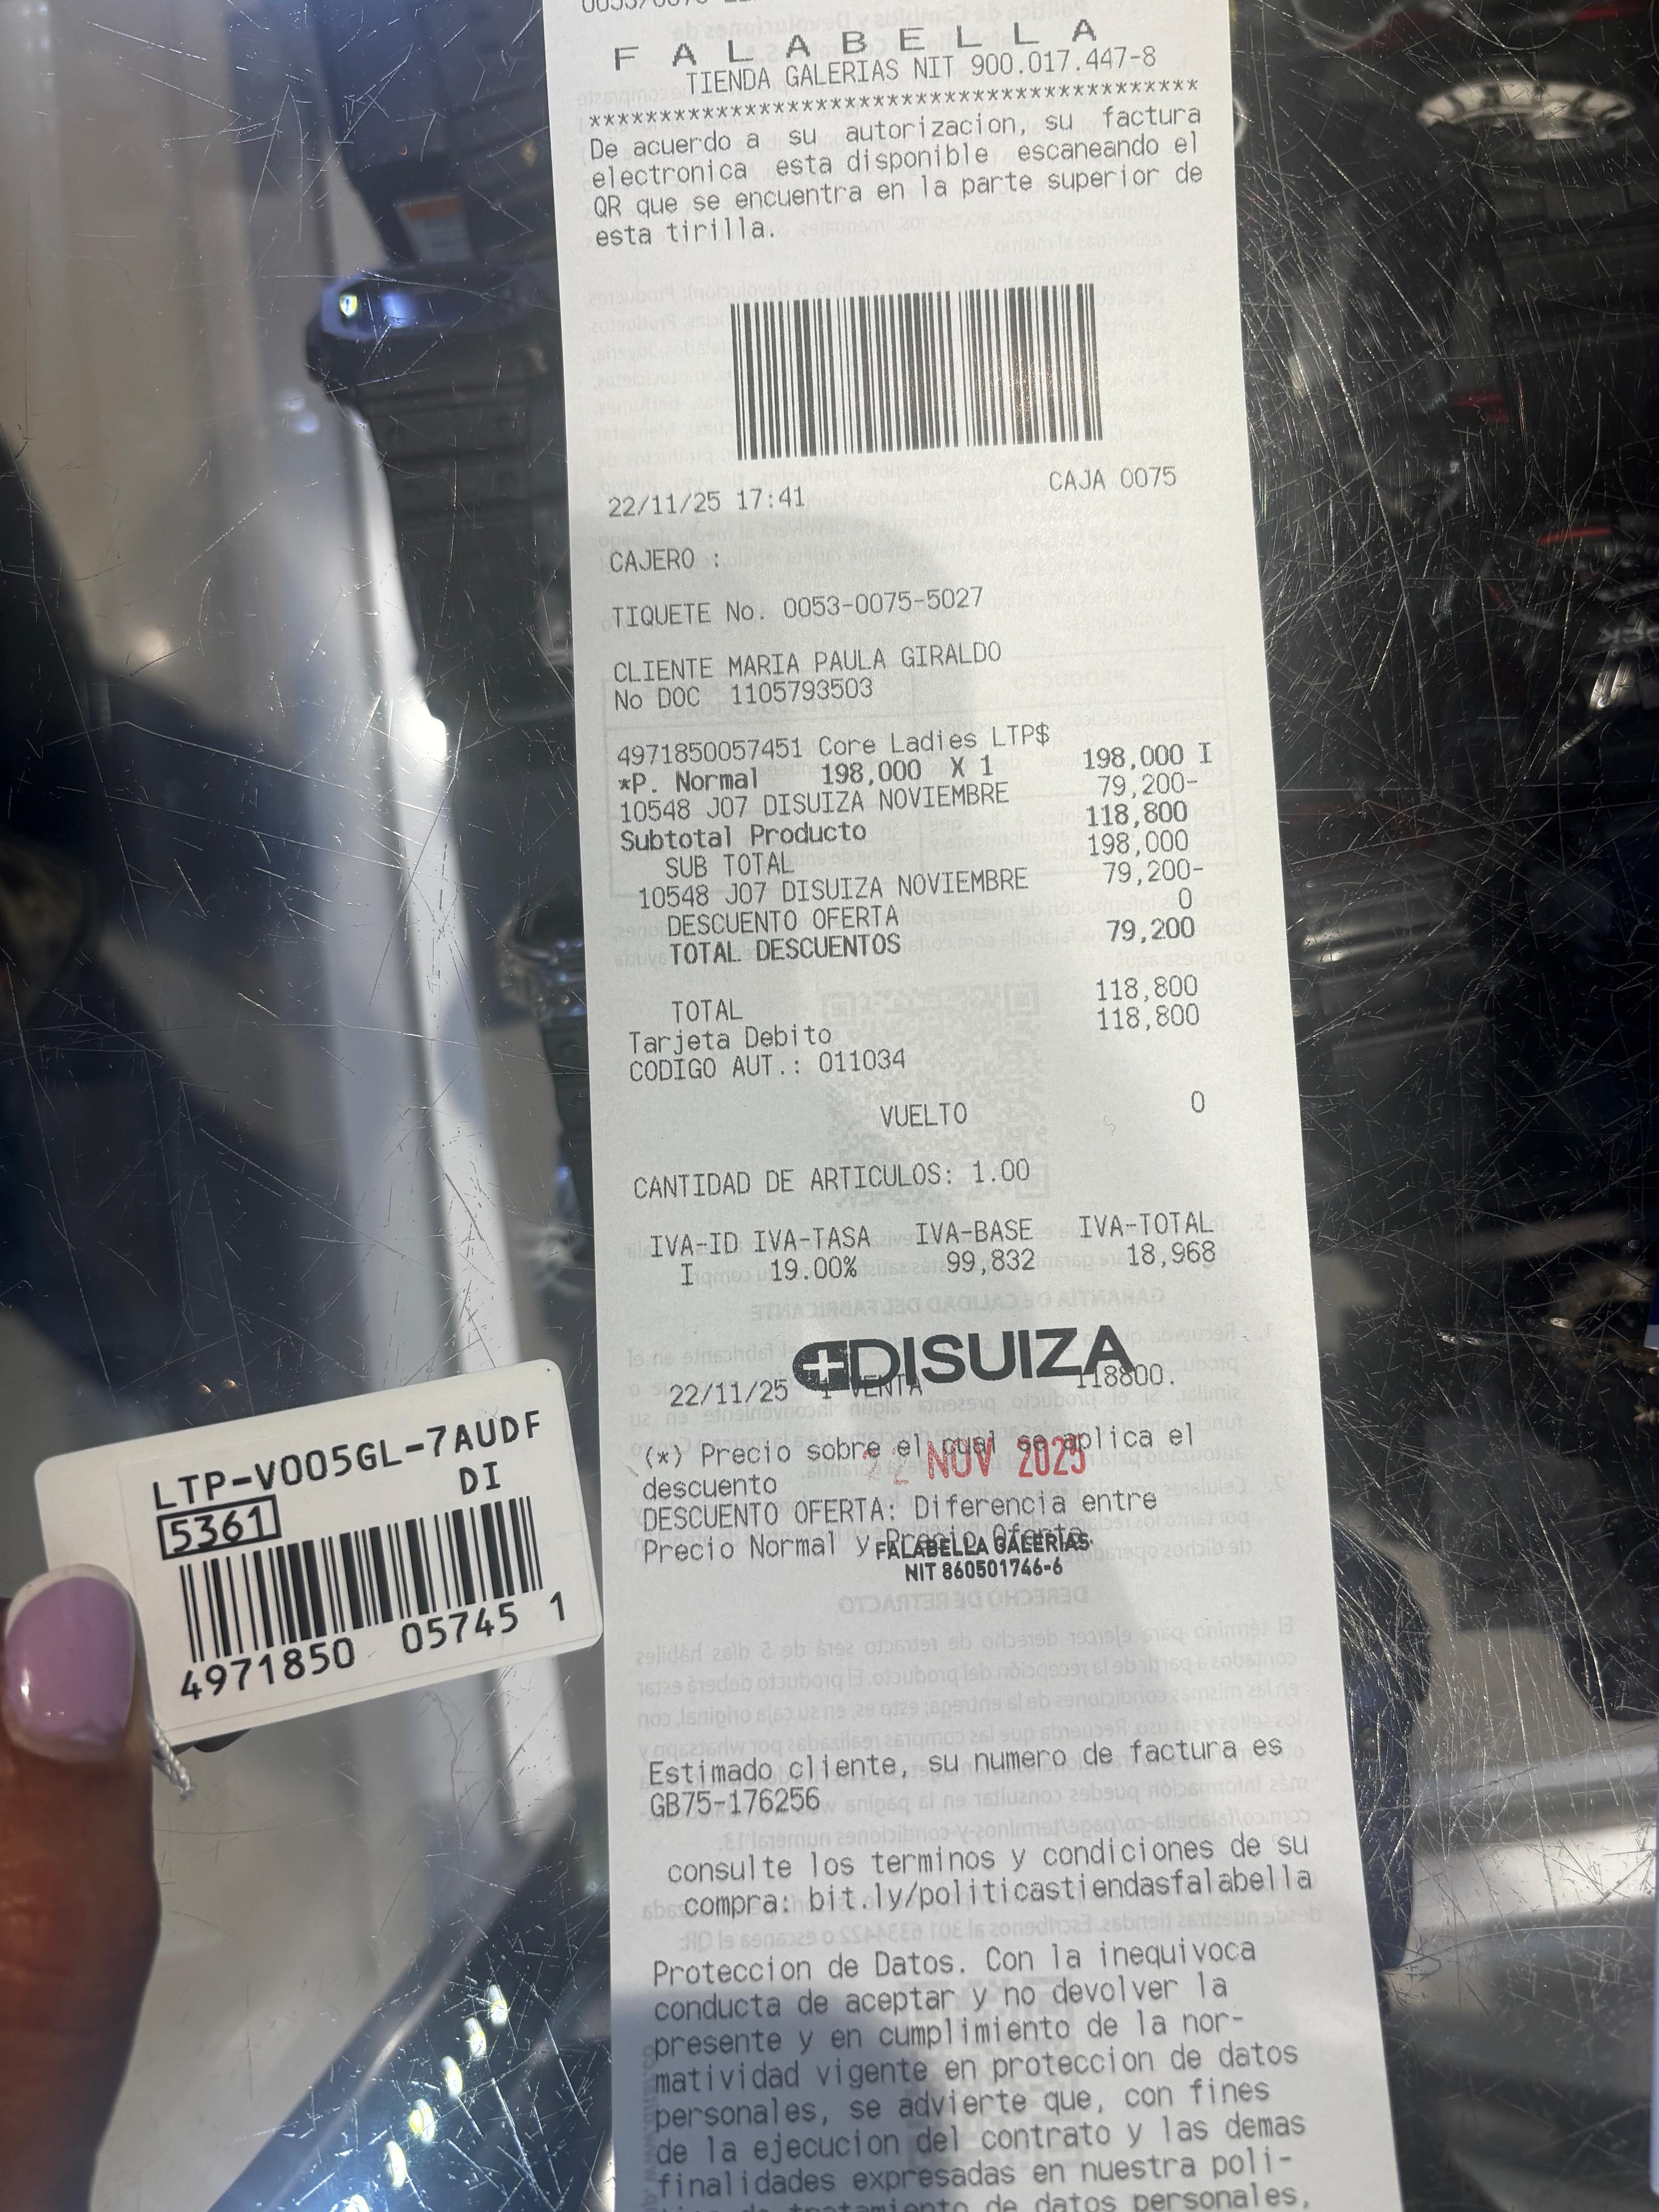 F A L A B E L L A
TIENDA GALERIAS NIT 900.017.447-8
****************************************
De acuerdo a su autorizacion, su factura
electronica esta disponible escaneando el
QR que se encuentra en la parte superior de
esta tirilla.
22/11/25 17:41 CAJA 0075
CAJERO :
TIQUETE No. 0053-0075-5027
CLIENTE MARIA PAULA GIRALDO
No DOC 1105793503
4971850057451 Core Ladies LTP$
*P. Normal 198,000 X 1 198,000 I
10548 J07 DISUIZA NOVIEMBRE 79,200-
Subtotal Producto 118,800
SUB TOTAL 198,000
10548 J07 DISUIZA NOVIEMBRE 79,200-
DESCUENTO OFERTA 0
TOTAL DESCUENTOS 79,200
TOTAL 118,800
Tarjeta Debito 118,800
CODIGO AUT.: 011034
VUELTO 0
CANTIDAD DE ARTICULOS: 1.00
IVA-ID IVA-TASA IVA-BASE IVA-TOTAL
I 19.00% 99,832 18,968
DISUIZA
22/11/25 1 VENTA 118800.
(*) Precio sobre el cual se aplica el
22 NOV 2025
descuento
DESCUENTO OFERTA: Diferencia entre
Precio Normal y Precio Oferta.
FALABELLA GALERÍAS
NIT 860501746-6
Estimado cliente, su numero de factura es
GB75-176256
consulte los terminos y condiciones de su
compra: bit.ly/politicastiendasfalabella
Proteccion de Datos. Con la inequivoca
conducta de aceptar y no devolver la
presente y en cumplimiento de la nor-
matividad vigente en proteccion de datos
personales, se advierte que, con fines
de la ejecucion del contrato y las demas
finalidades expresadas en nuestra poli-
de tratamiento de datos personales,
LTP-V005GL-7AUDF
DI
5361
4971850 05745 1